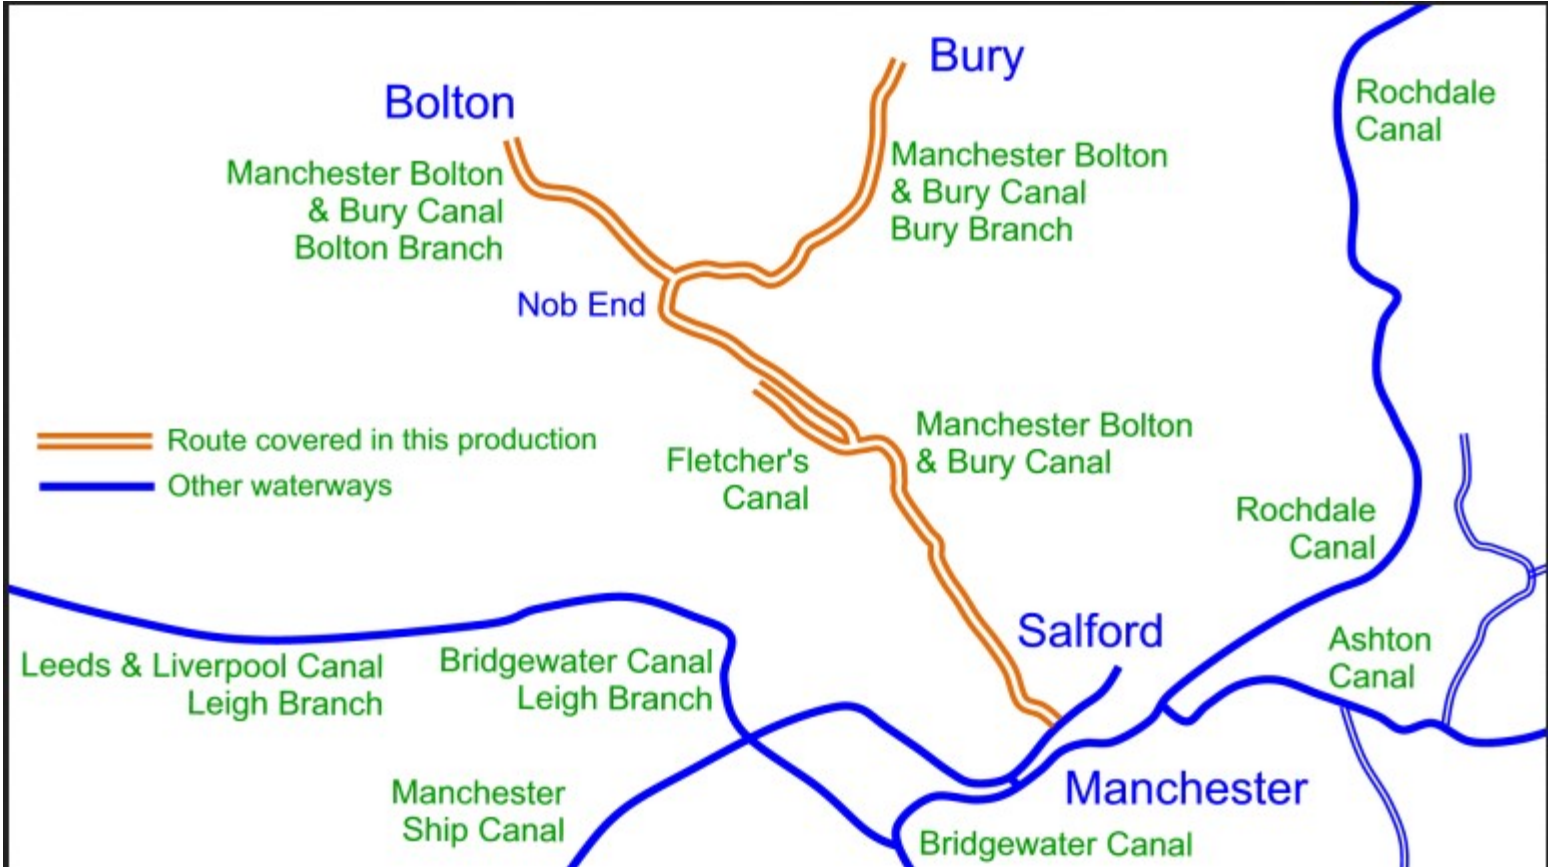 Bury
Bolton
Rochdale
Canal
Manchester Bolton
& Bury Canal
Bury Branch
Manchester Bolton
& Bury Canal
Bolton Branch
Nob End
Route covered in this production
Other waterways
Manchester Bolton
& Bury Canal
Fletcher's
Canal
Rochdale
Canal
Salford
Ashton
Canal
Leeds & Liverpool Canal
Leigh Branch
Bridgewater Canal
Leigh Branch
Manchester
Manchester
Ship Canal
Bridgewater Canal